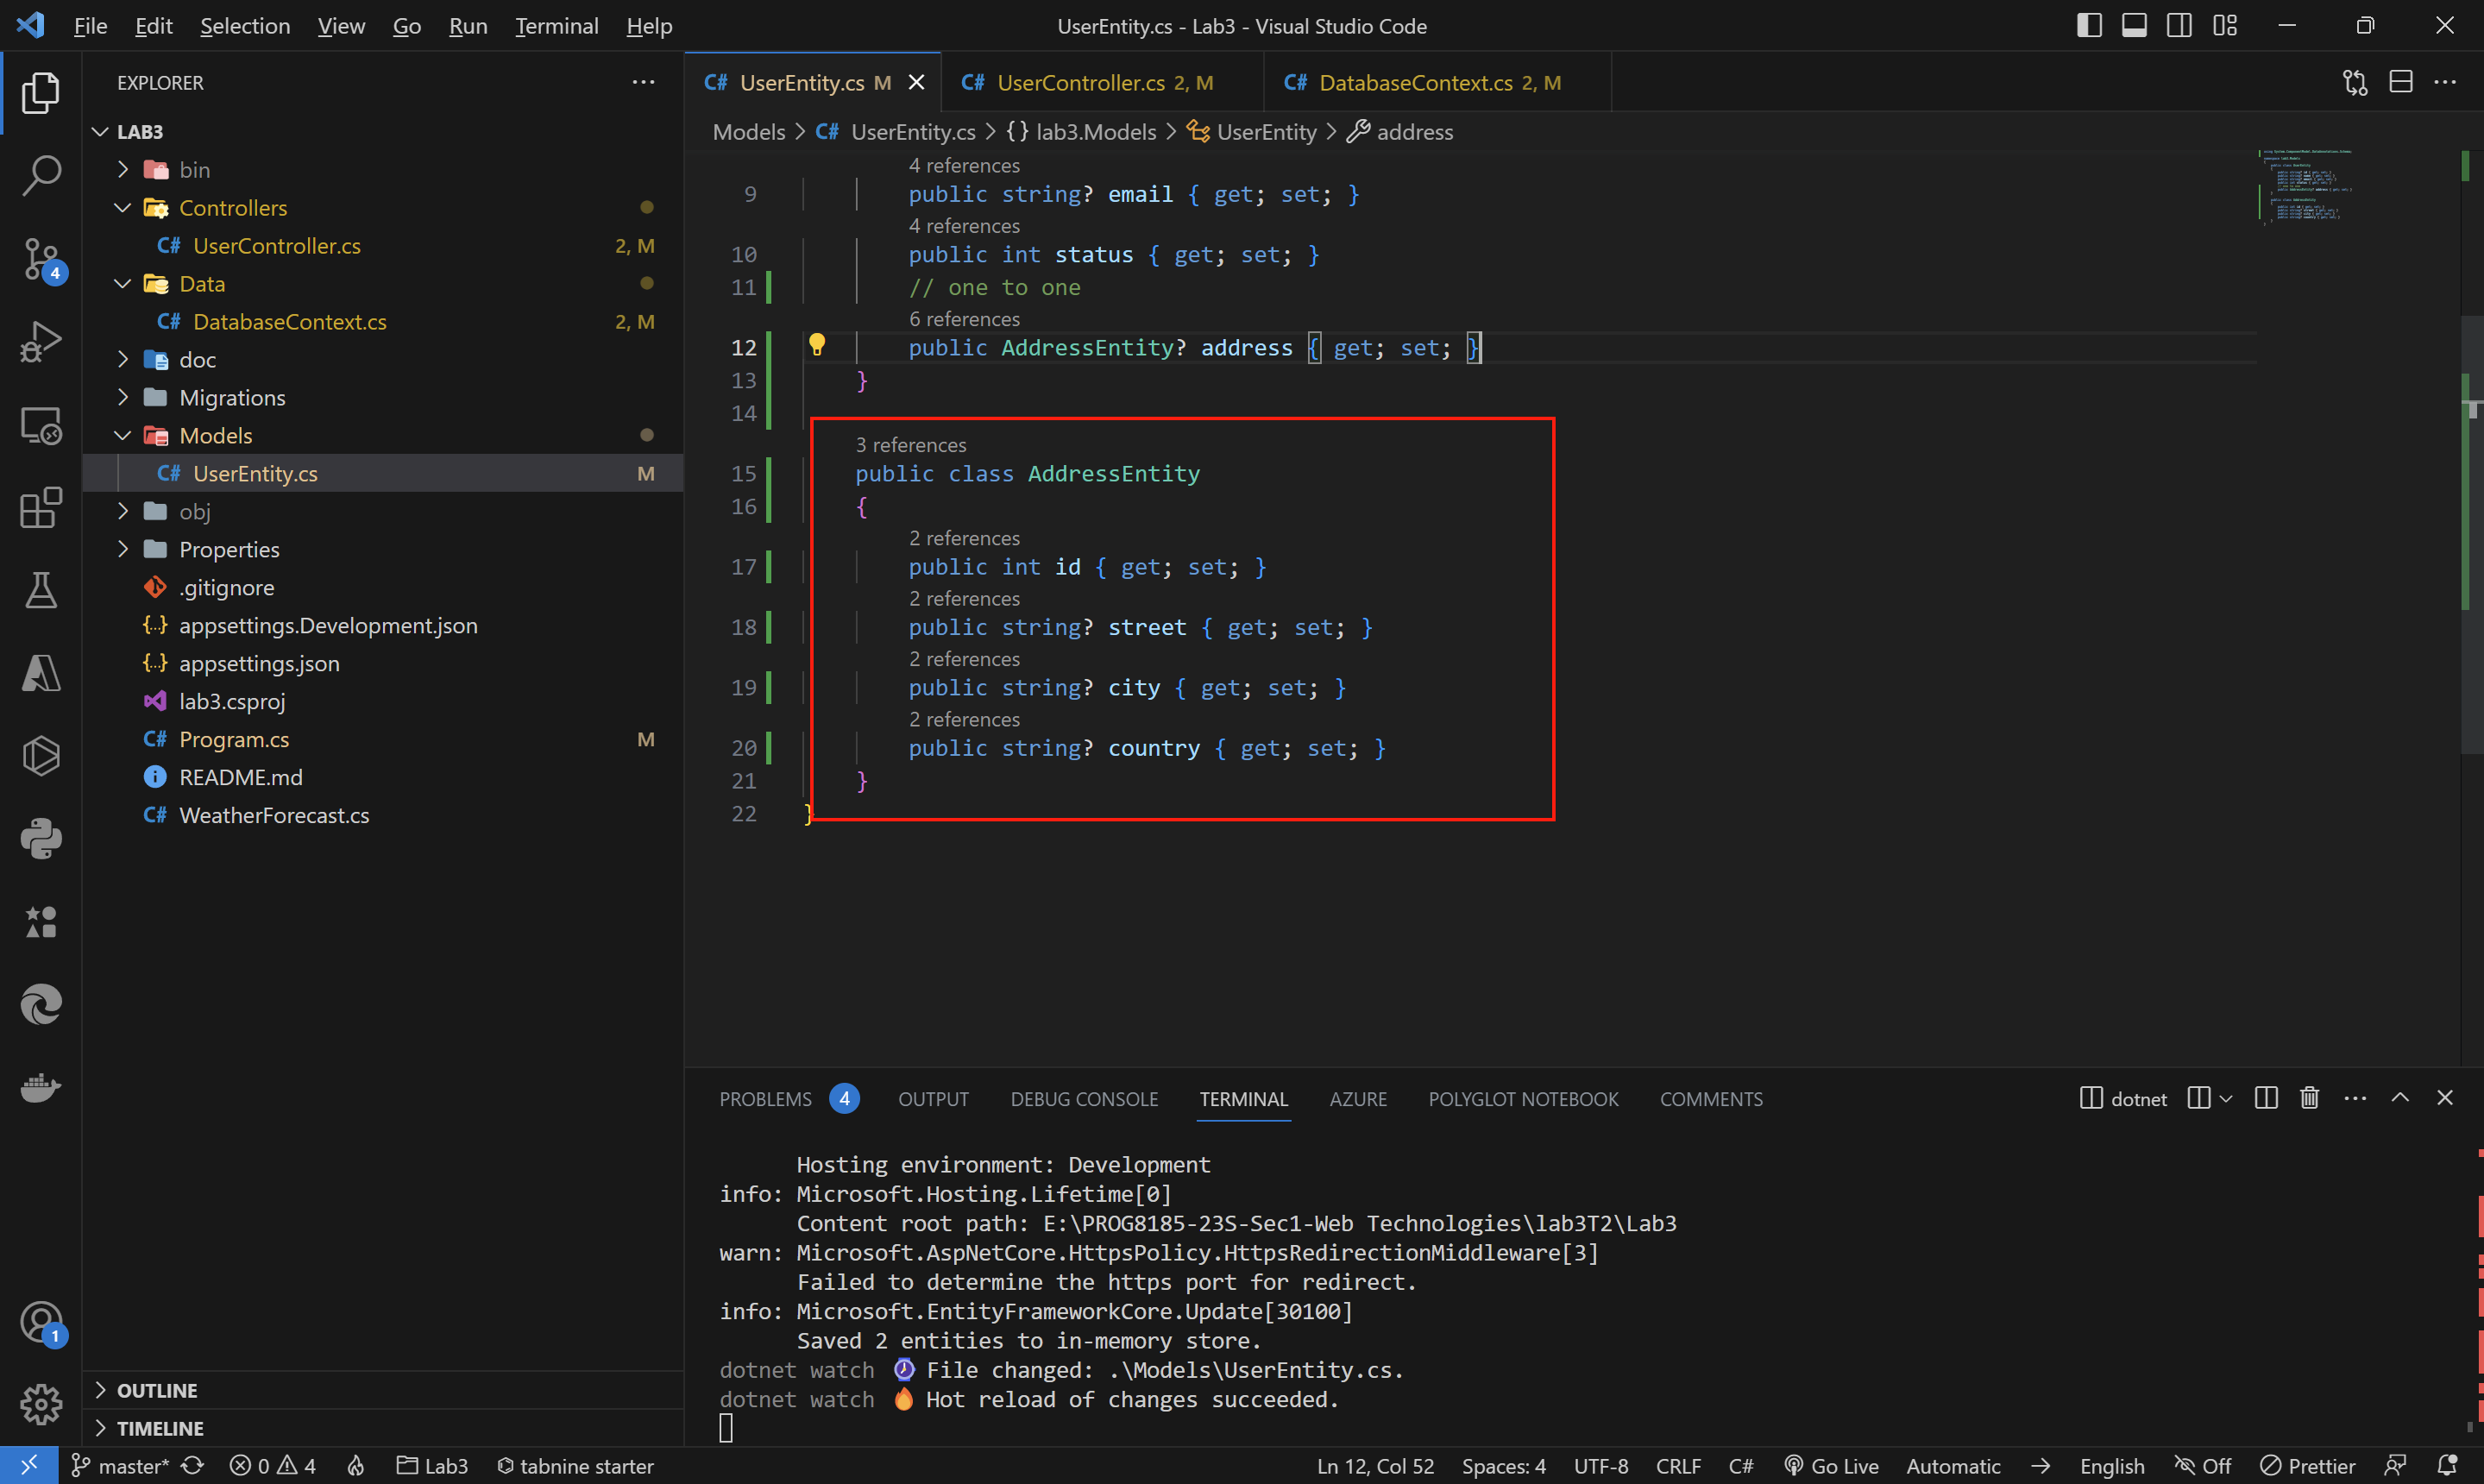 File Edit Selection View Go Run Terminal Help
UserEntity.cs - Lab3 - Visual Studio Code
EXPLORER
LAB3
bin
Controllers
C# UserController.cs 2, M
Data
C# DatabaseContext.cs 2, M
doc
Migrations
Models
C# UserEntity.cs M
obj
Properties
.gitignore
{..} appsettings.Development.json
{..} appsettings.json
lab3.csproj
C# Program.cs M
README.md
C# WeatherForecast.cs
OUTLINE
TIMELINE
4
1
C# UserEntity.cs M
C# UserController.cs 2, M
C# DatabaseContext.cs 2, M
Models > C# UserEntity.cs > {} lab3.Models > UserEntity > address
4 references
9 public string? email { get; set; }
4 references
10 public int status { get; set; }
11 // one to one
6 references
12 public AddressEntity? address { get; set; }
13 }
14
3 references
15 public class AddressEntity
16 {
2 references
17 public int id { get; set; }
2 references
18 public string? street { get; set; }
2 references
19 public string? city { get; set; }
2 references
20 public string? country { get; set; }
21 }
22 }
PROBLEMS 4 OUTPUT DEBUG CONSOLE TERMINAL AZURE POLYGLOT NOTEBOOK COMMENTS
dotnet
Hosting environment: Development
info: Microsoft.Hosting.Lifetime[0]
Content root path: E:\PROG8185-23S-Sec1-Web Technologies\lab3T2\Lab3
warn: Microsoft.AspNetCore.HttpsPolicy.HttpsRedirectionMiddleware[3]
Failed to determine the https port for redirect.
info: Microsoft.EntityFrameworkCore.Update[30100]
Saved 2 entities to in-memory store.
dotnet watch ⌚ File changed: .\Models\UserEntity.cs.
dotnet watch 🔥 Hot reload of changes succeeded.
master* 0 4 Lab3 tabnine starter
Ln 12, Col 52 Spaces: 4 UTF-8 CRLF C# Go Live Automatic → English Off Prettier